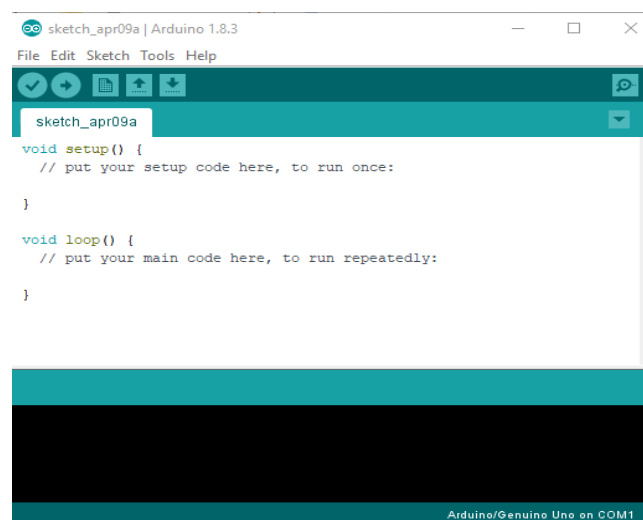 sketch_apr09a | Arduino 1.8.3
File Edit Sketch Tools Help
sketch_apr09a
void setup() {
// put your setup code here, to run once:
}
void loop() {
// put your main code here, to run repeatedly:
}
Arduino/Genuino Uno on COM1